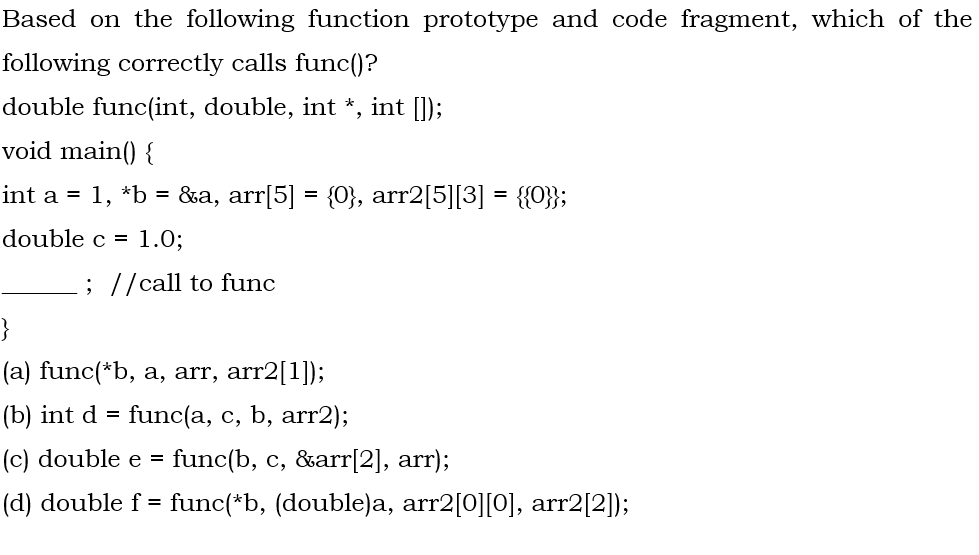 Based on the following function prototype and code fragment, which of the
following correctly calls func()?
double func(int, double, int *, int []);
void main() {
int a = 1, *b = &a, arr[5] = {0}, arr2[5][3] = {{0}};
double c = 1.0;
______ ;  //call to func
}
(a) func(*b, a, arr, arr2[1]);
(b) int d = func(a, c, b, arr2);
(c) double e = func(b, c, &arr[2], arr);
(d) double f = func(*b, (double)a, arr2[0][0], arr2[2]);